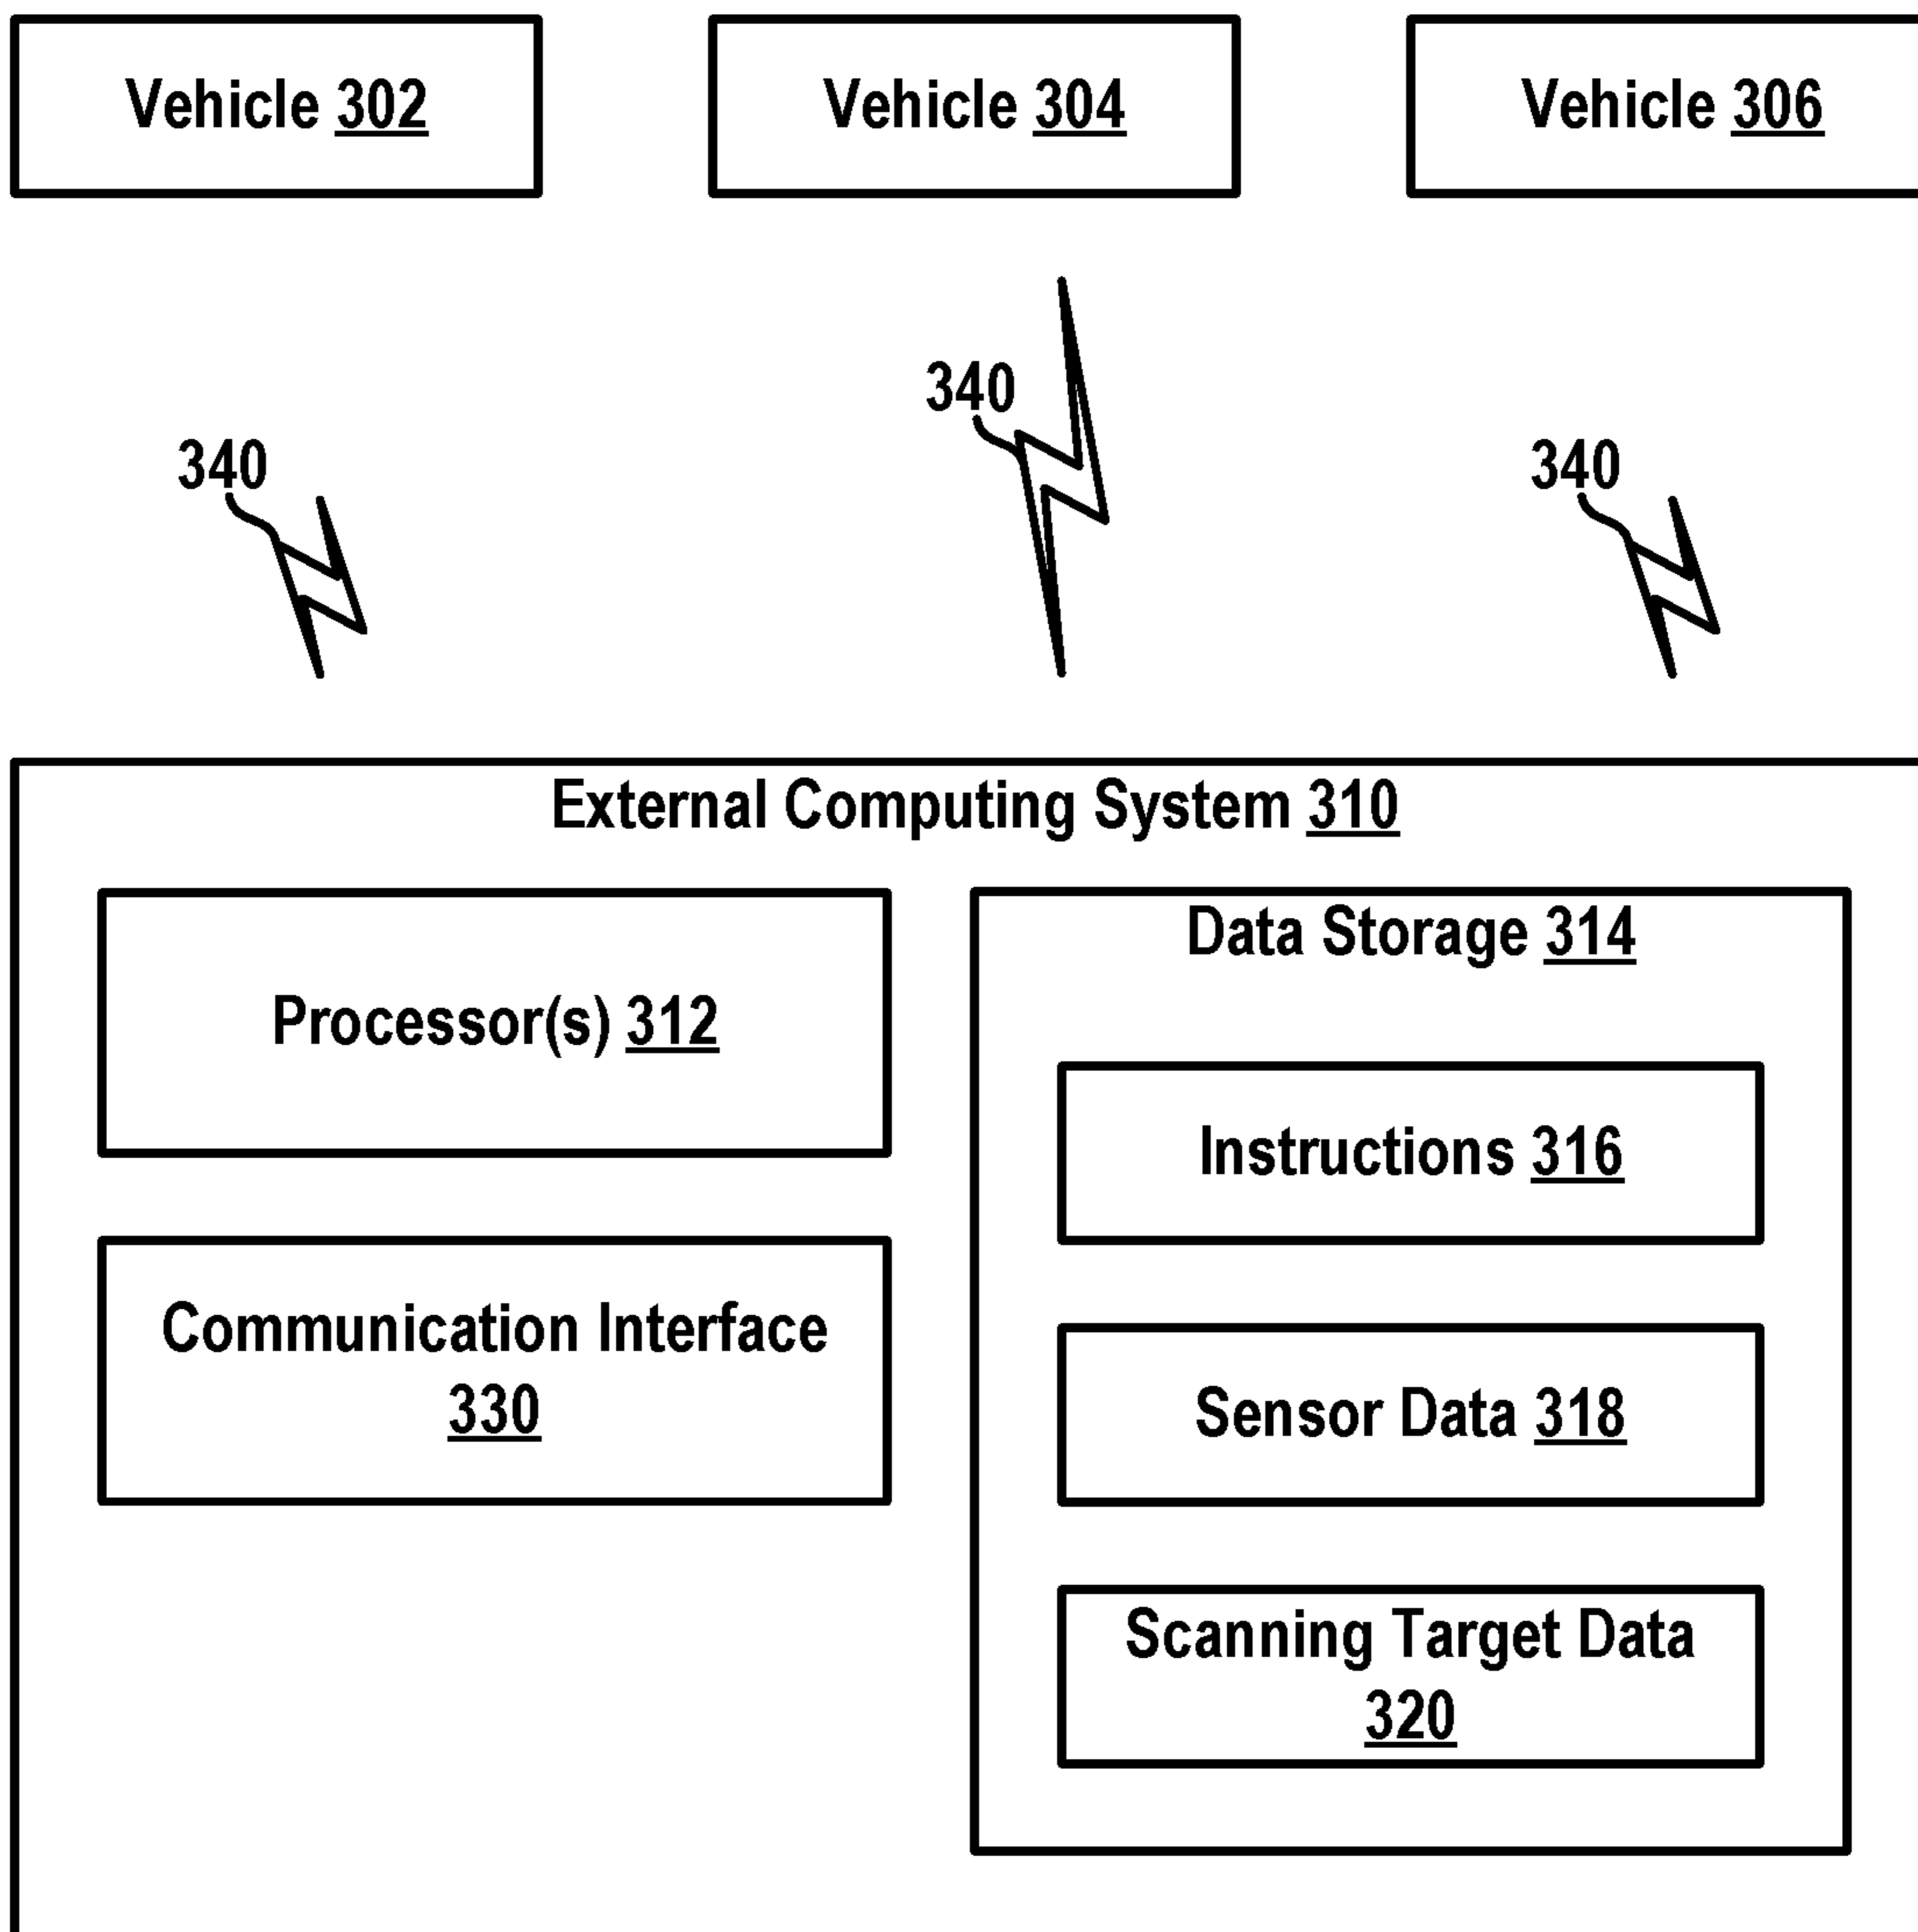 Vehicle 302
Vehicle 304
Vehicle 306
340
340
340
External Computing System 310
Processor(s) 312
Communication Interface
330
Data Storage 314
Instructions 316
Sensor Data 318
Scanning Target Data
320